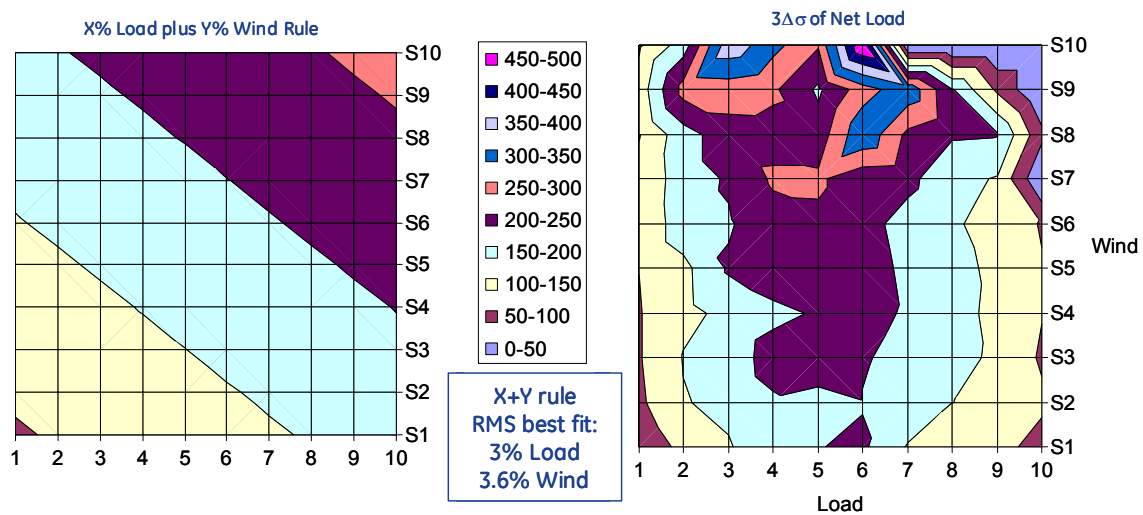 X% Load plus Y% Wind Rule
S10
S9
S8
S7
S6
S5
S4
S3
S2
S1
1 2 3 4 5 6 7 8 9 10
450-500
400-450
350-400
300-350
250-300
200-250
150-200
100-150
50-100
0-50
X+Y rule
RMS best fit:
3% Load
3.6% Wind
3Δσ of Net Load
S10
S9
S8
S7
S6
S5
S4
S3
S2
S1
Wind
1 2 3 4 5 6 7 8 9 10
Load